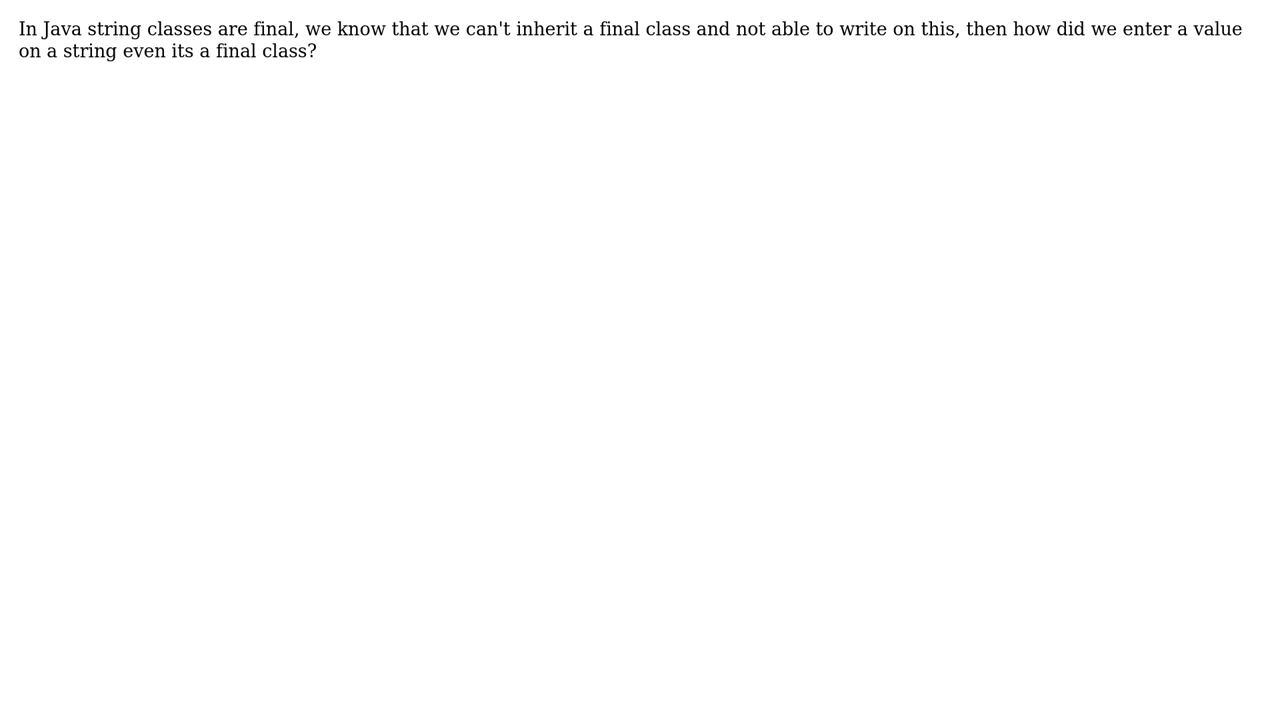 In Java string classes are final, we know that we can't inherit a final class and not able to write on this, then how did we enter a value
on a string even its a final class?